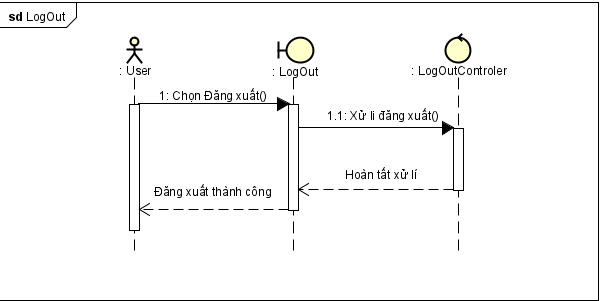 sd LogOut
: User
: LogOut
: LogOutControler
1: Chọn Đăng xuất()
1.1: Xử lí đăng xuất()
Hoàn tất xử lí
Đăng xuất thành công